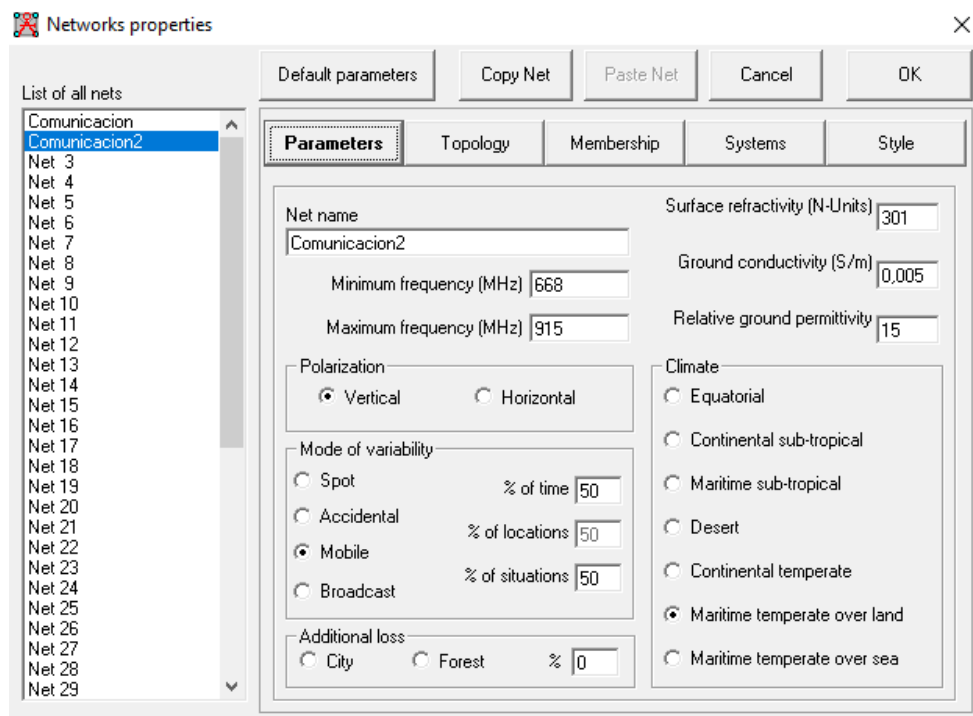 Networks properties
List of all nets
Comunicacion
Comunicacion2
Net 3
Net 4
Net 5
Net 6
Net 7
Net 8
Net 9
Net 10
Net 11
Net 12
Net 13
Net 14
Net 15
Net 16
Net 17
Net 18
Net 19
Net 20
Net 21
Net 22
Net 23
Net 24
Net 25
Net 26
Net 27
Net 28
Net 29
Default parameters
Copy Net
Paste Net
Cancel
OK
Parameters
Topology
Membership
Systems
Style
Net name
Comunicacion2
Minimum frequency (MHz) 668
Maximum frequency (MHz) 915
Surface refractivity (N-Units) 301
Ground conductivity (S/m) 0,005
Relative ground permittivity 15
Polarization
Vertical
Horizontal
Mode of variability
Spot
Accidental
Mobile
Broadcast
% of time 50
% of locations 50
% of situations 50
Additional loss
City
Forest
% 0
Climate
Equatorial
Continental sub-tropical
Maritime sub-tropical
Desert
Continental temperate
Maritime temperate over land
Maritime temperate over sea